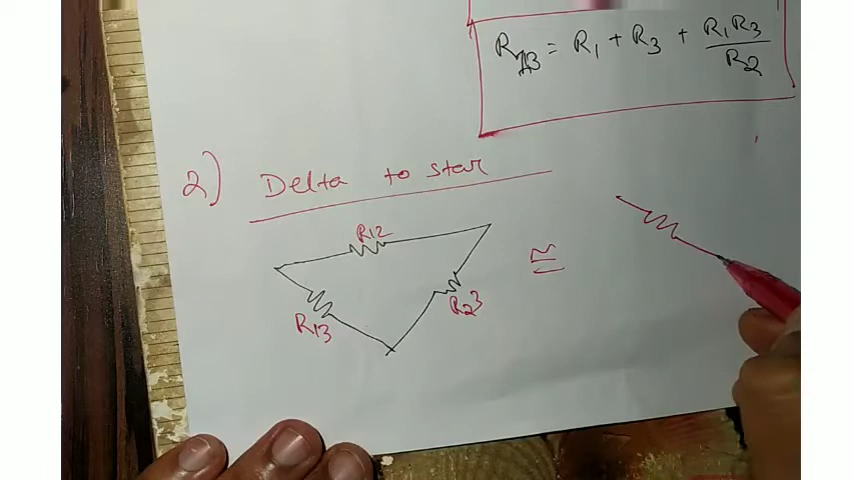 R13 = R1 + R3 + R1R3/R2
2) Delta to star
R12
≅
R23
R13